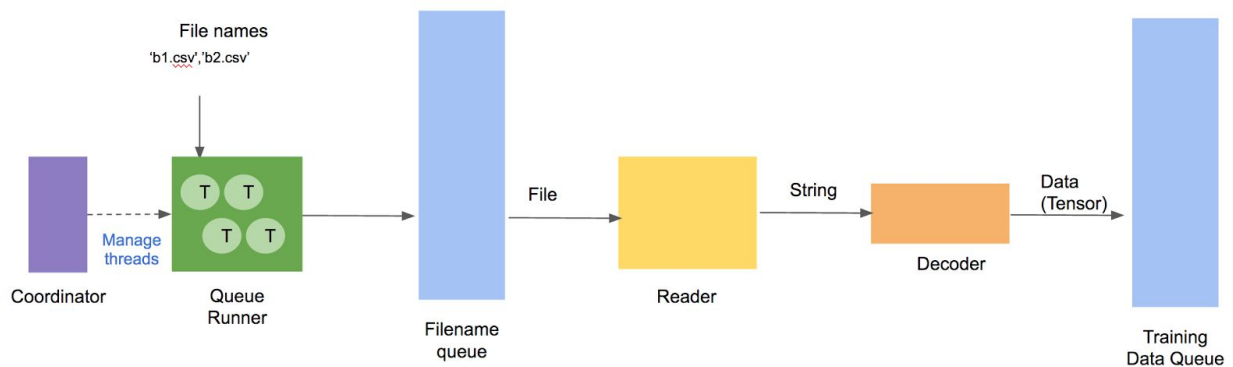 File names
‘b1.csv’,’b2.csv’
T T
T T
Manage
threads
Coordinator
Queue
Runner
Filename
queue
File
Reader
String
Decoder
Data
(Tensor)
Training
Data Queue